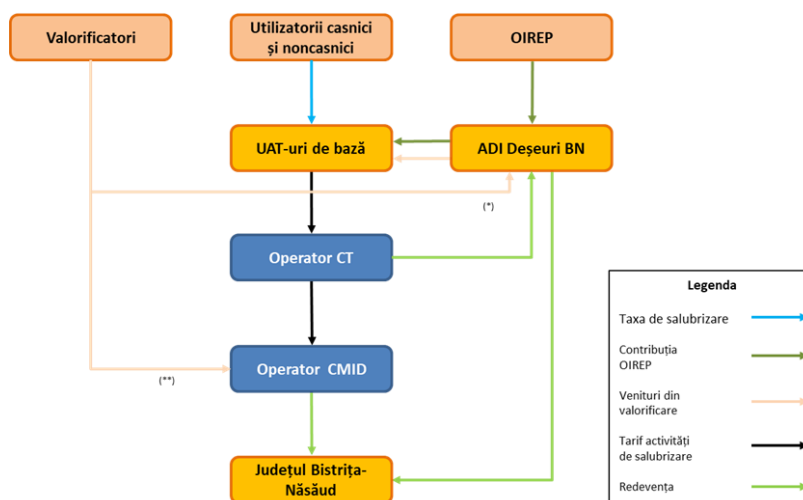 Valorificatori
Utilizatorii casnici
și noncasnici
OIREP
UAT-uri de bază
ADI Deșeuri BN
(*)
Operator CT
Operator CMID
(**)
Județul Bistrița-
Năsăud
Legenda
Taxa de salubrizare
Contribuția
OIREP
Venituri din
valorificare
Tarif activități
de salubrizare
Redevența